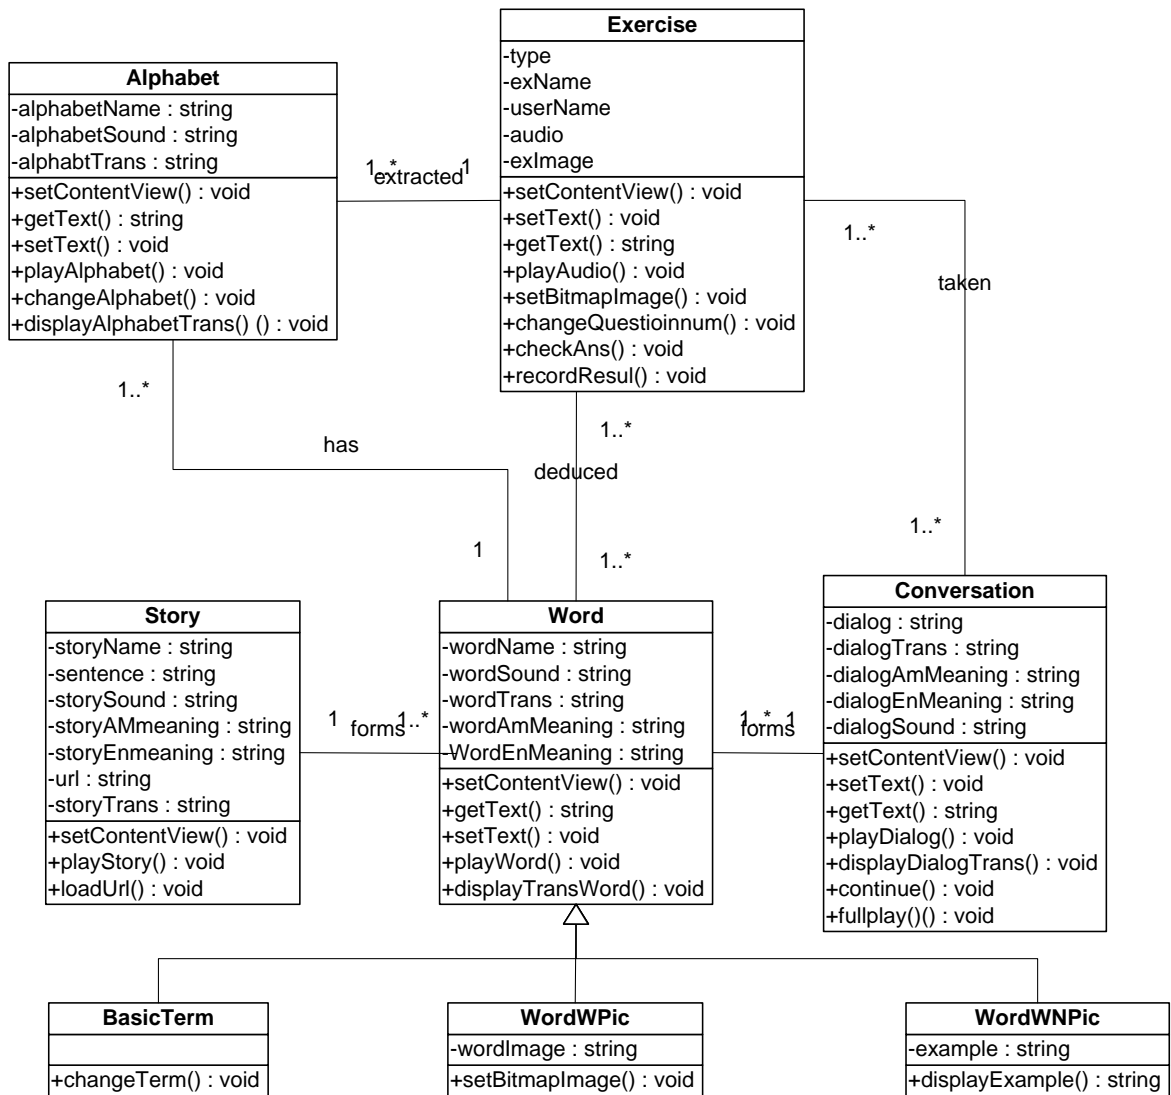 Exercise
-type
-exName
-userName
-audio
-exImage
+setContentView() : void
+setText() : void
+getText() : string
+playAudio() : void
+setBitmapImage() : void
+changeQuestioinnum() : void
+checkAns() : void
+recordResul() : void
Alphabet
-alphabetName : string
-alphabetSound : string
-alphabtTrans : string
+setContentView() : void
+getText() : string
+setText() : void
+playAlphabet() : void
+changeAlphabet() : void
+displayAlphabetTrans() () : void
1..*
extracted
1
1..*
taken
1..*
1..*
has
1
1..*
deduced
1..*
Story
-storyName : string
-sentence : string
-storySound : string
-storyAMmeaning : string
-storyEnmeaning : string
-url : string
-storyTrans : string
+setContentView() : void
+playStory() : void
+loadUrl() : void
1
forms
1..*
Word
-wordName : string
-wordSound : string
-wordTrans : string
-wordAmMeaning : string
-WordEnMeaning : string
+setContentView() : void
+getText() : string
+setText() : void
+playWord() : void
+displayTransWord() : void
1..*
forms
1
Conversation
-dialog : string
-dialogTrans : string
-dialogAmMeaning : string
-dialogEnMeaning : string
-dialogSound : string
+setContentView() : void
+setText() : void
+getText() : string
+playDialog() : void
+displayDialogTrans() : void
+continue() : void
+fullplay()() : void
BasicTerm
+changeTerm() : void
WordWPic
-wordImage : string
+setBitmapImage() : void
WordWNPic
-example : string
+displayExample() : string